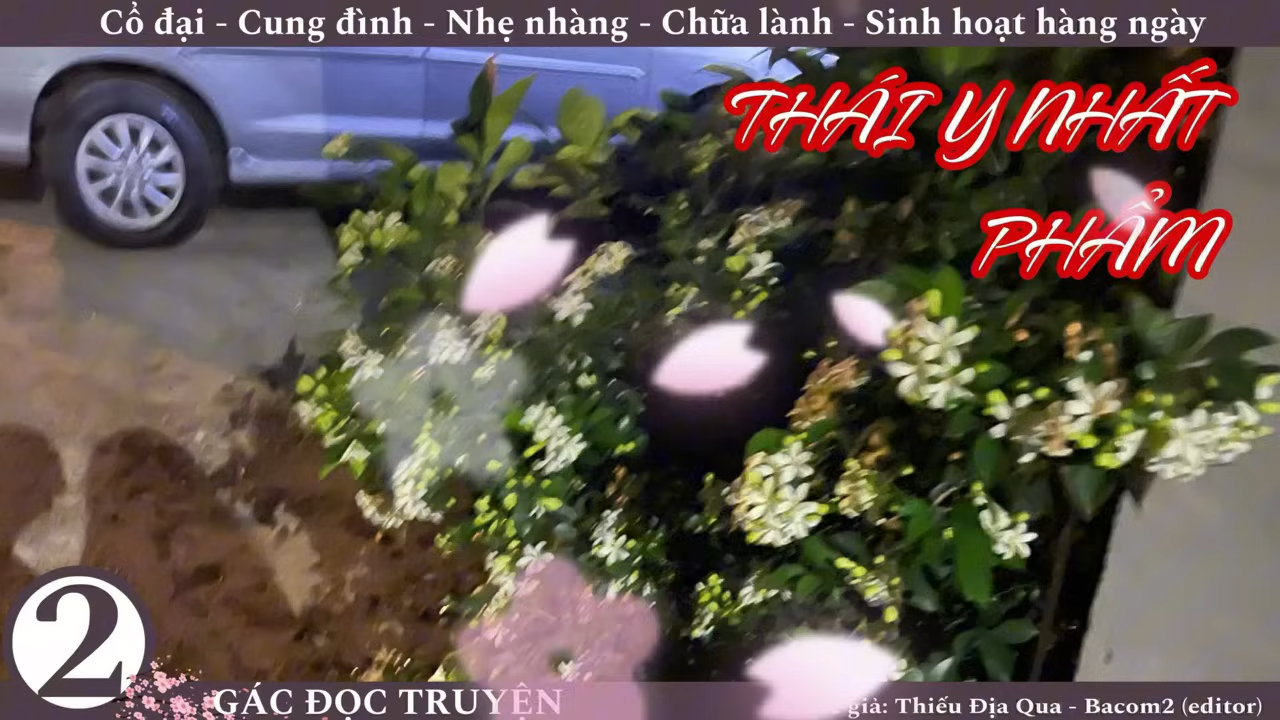 Cổ đại - Cung đình - Nhẹ nhàng - Chữa lành - Sinh hoạt hàng ngày
THÁI Y NHẤT
PHẨM
2
GÁC ĐỌC TRUYỆN
giả: Thiếu Địa Qua - Bacom2 (editor)